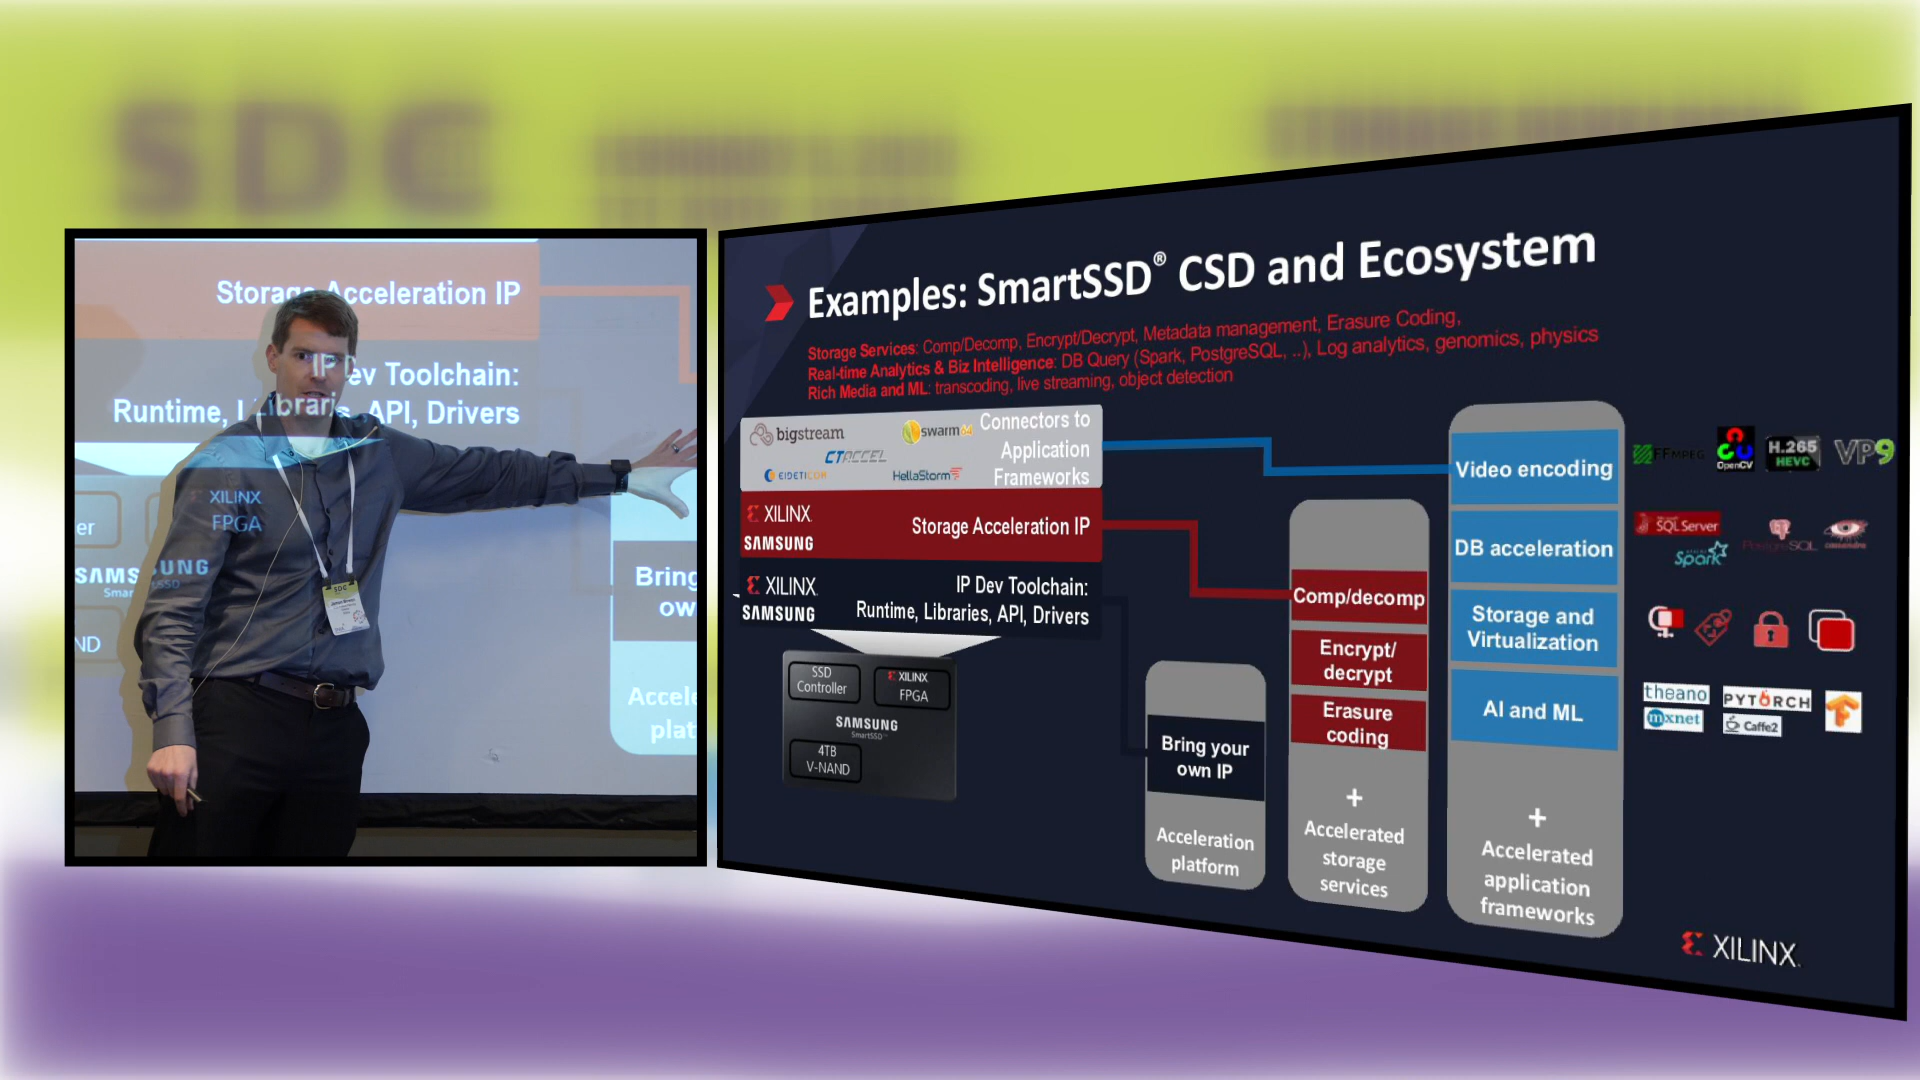 SDC
Storage Acceleration IP
IP Dev Toolchain:
Runtime, Libraries, API, Drivers
XILINX
FPGA
er
SAMSUNG
SmartSSD
ND
SDC
Bring
ow
Accele
plat
Examples: SmartSSD® CSD and Ecosystem
Storage Services: Comp/Decomp, Encrypt/Decrypt, Metadata management, Erasure Coding,
Real-time Analytics & Biz Intelligence: DB Query (Spark, PostgreSQL, ..), Log analytics, genomics, physics
Rich Media and ML: transcoding, live streaming, object detection
bigstream
swarm64
CTACCEL
EIDETICOM
HellaStorm
Connectors to
Application
Frameworks
XILINX
SAMSUNG
Storage Acceleration IP
XILINX
SAMSUNG
IP Dev Toolchain:
Runtime, Libraries, API, Drivers
SSD
Controller
XILINX
FPGA
SAMSUNG
SmartSSD™
4TB
V-NAND
Bring your
own IP
Acceleration
platform
Comp/decomp
Encrypt/
decrypt
Erasure
coding
+
Accelerated
storage
services
Video encoding
DB acceleration
Storage and
Virtualization
AI and ML
+
Accelerated
application
frameworks
FFMPEG
OpenCV
H.265
HEVC
VP9
SQL Server
PostgreSQL
cassandra
Spark
theano
PYTORCH
mxnet
Caffe2
XILINX